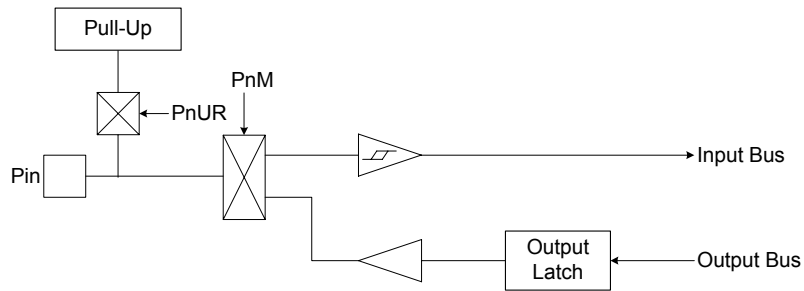 Pull-Up
PnM
PnUR
Pin
Input Bus
Output
Latch
Output Bus